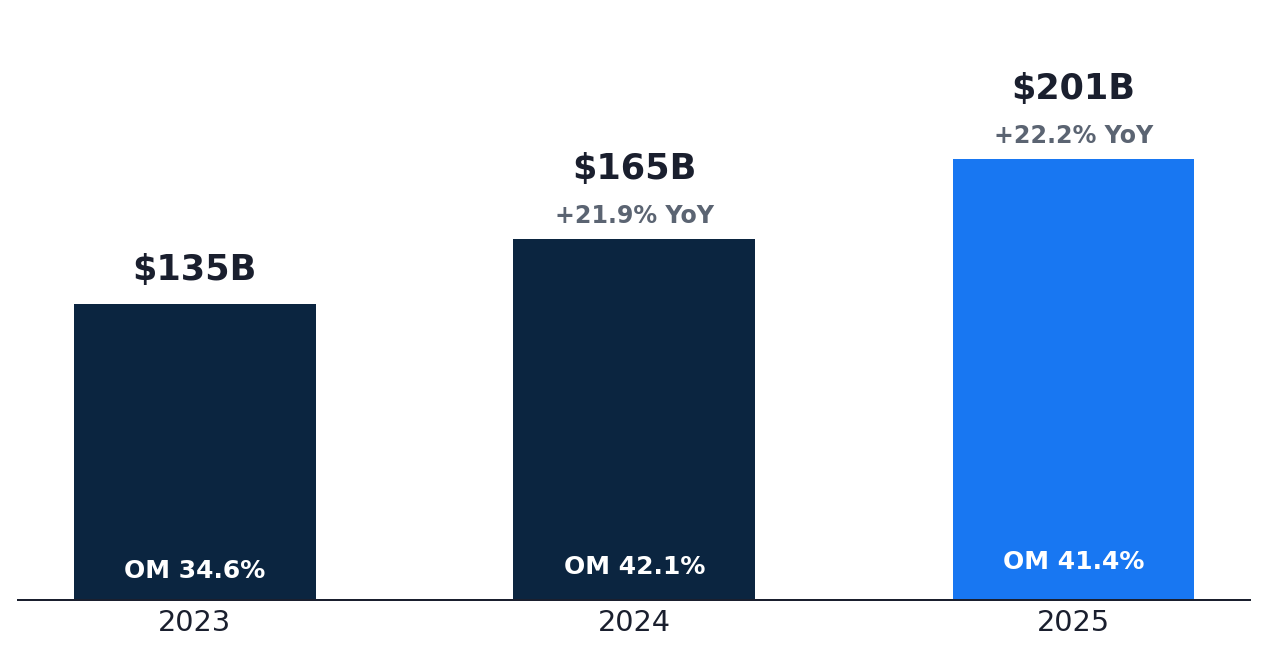 $135B
OM 34.6%
2023
$165B
+21.9% YoY
OM 42.1%
2024
$201B
+22.2% YoY
OM 41.4%
2025